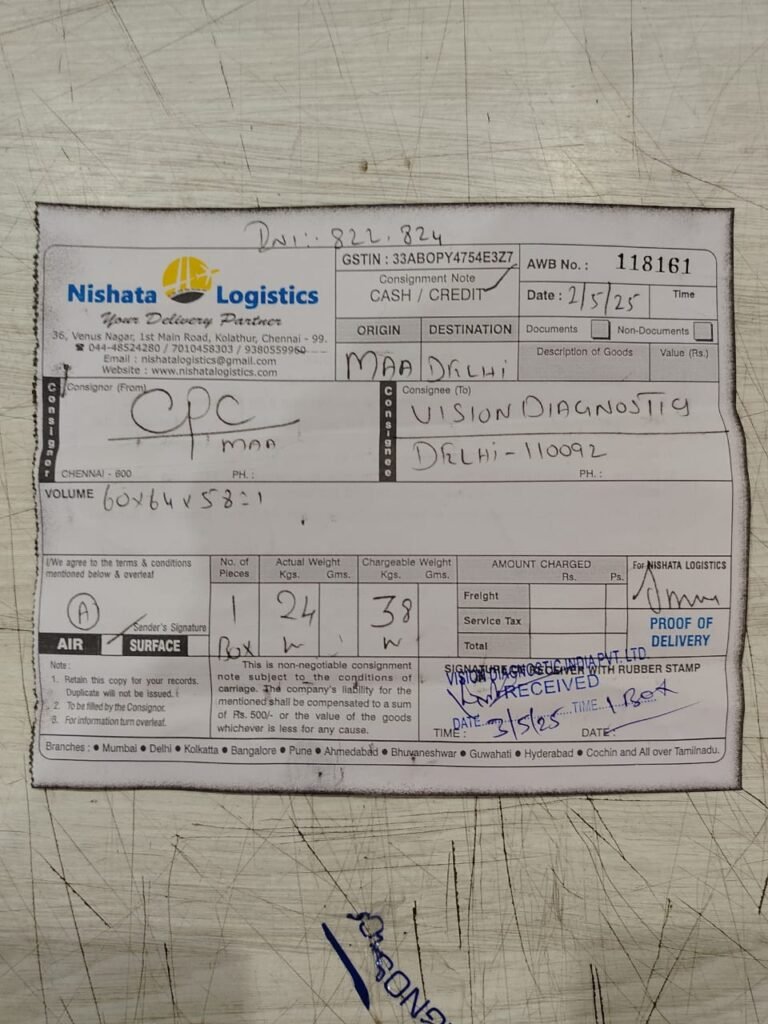 DN1:- 822, 824
Nishata Logistics
Your Delivery Partner
36, Venus Nagar, 1st Main Road, Kolathur, Chennai - 99.
☎ 044-48524280 / 7010458303 / 9380559960
Email : nishatalogistics@gmail.com
Website : www.nishatalogistics.com
GSTIN : 33ABOPY4754E3Z7
Consignment Note
CASH / CREDIT
AWB No. : 118161
Date : 2/5/25 Time
ORIGIN DESTINATION
MAA DELHI
Documents Non-Documents
Description of Goods Value (Rs.)
Consignor
Consignor (From)
CPC
MAA
CHENNAI - 600 PH. :
Consignee
Consignee (To)
VISION DIAGNOSTIC
DELHI - 110092
PH. :
VOLUME 60x64x58=1
I/We agree to the terms & conditions
mentioned below & overleaf
A
Sender's Signature
AIR SURFACE
No. of Pieces
1
BOX
Actual Weight
Kgs. Gms.
24
Chargeable Weight
Kgs. Gms.
38
AMOUNT CHARGED
Rs. Ps.
Freight
Service Tax
Total
For NISHATA LOGISTICS
PROOF OF
DELIVERY
Note :
1. Retain this copy for your records.
Duplicate will not be issued.
2. To be filled by the Consignor.
3. For information turn overleaf.
This is non-negotiable consignment
note subject to the conditions of
carriage. The company's liability for the
mentioned shall be compensated to a sum
of Rs. 500/- or the value of the goods
whichever is less for any cause.
SIGNATURE OF RECEIVER WITH RUBBER STAMP
VISION DIAGNOSTIC INDIA PVT. LTD.
RECEIVED
DATE 3/5/25 TIME 1 Box
TIME : DATE:
Branches : ● Mumbai ● Delhi ● Kolkatta ● Bangalore ● Pune ● Ahmedabad ● Bhuvaneshwar ● Guwahati ● Hyderabad ● Cochin and All over Tamilnadu.